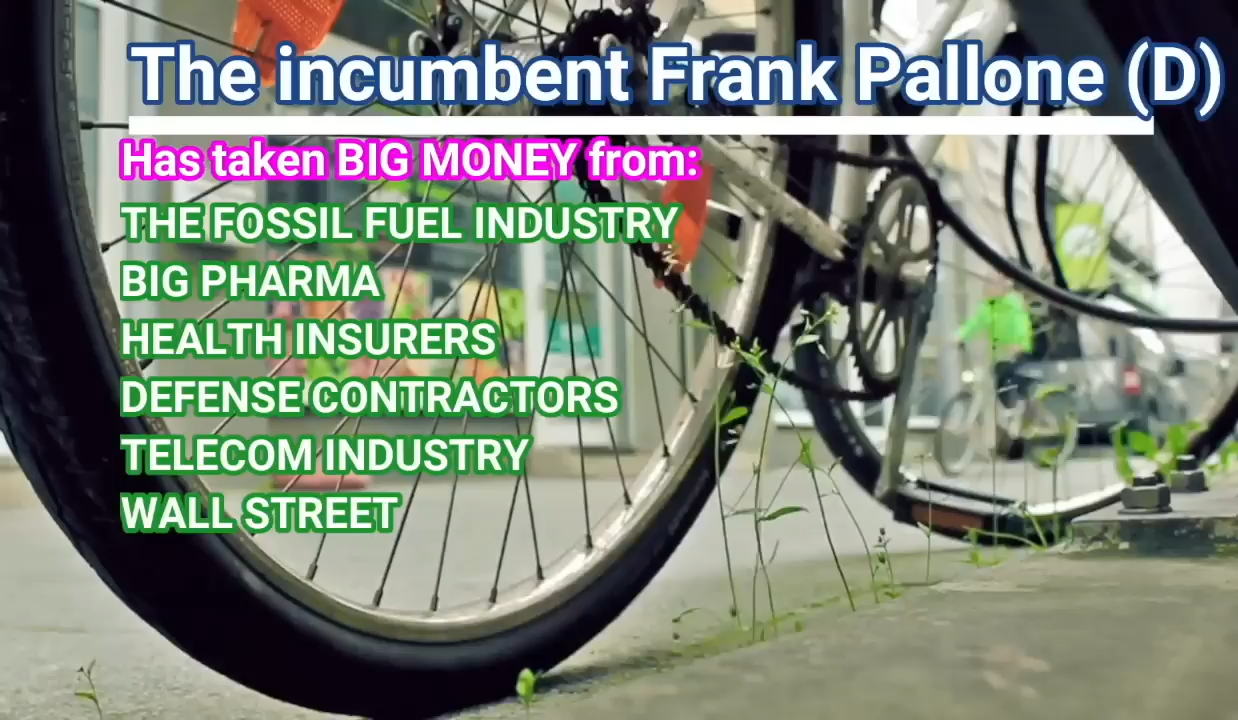 The incumbent Frank Pallone (D)
Has taken BIG MONEY from:
THE FOSSIL FUEL INDUSTRY
BIG PHARMA
HEALTH INSURERS
DEFENSE CONTRACTORS
TELECOM INDUSTRY
WALL STREET